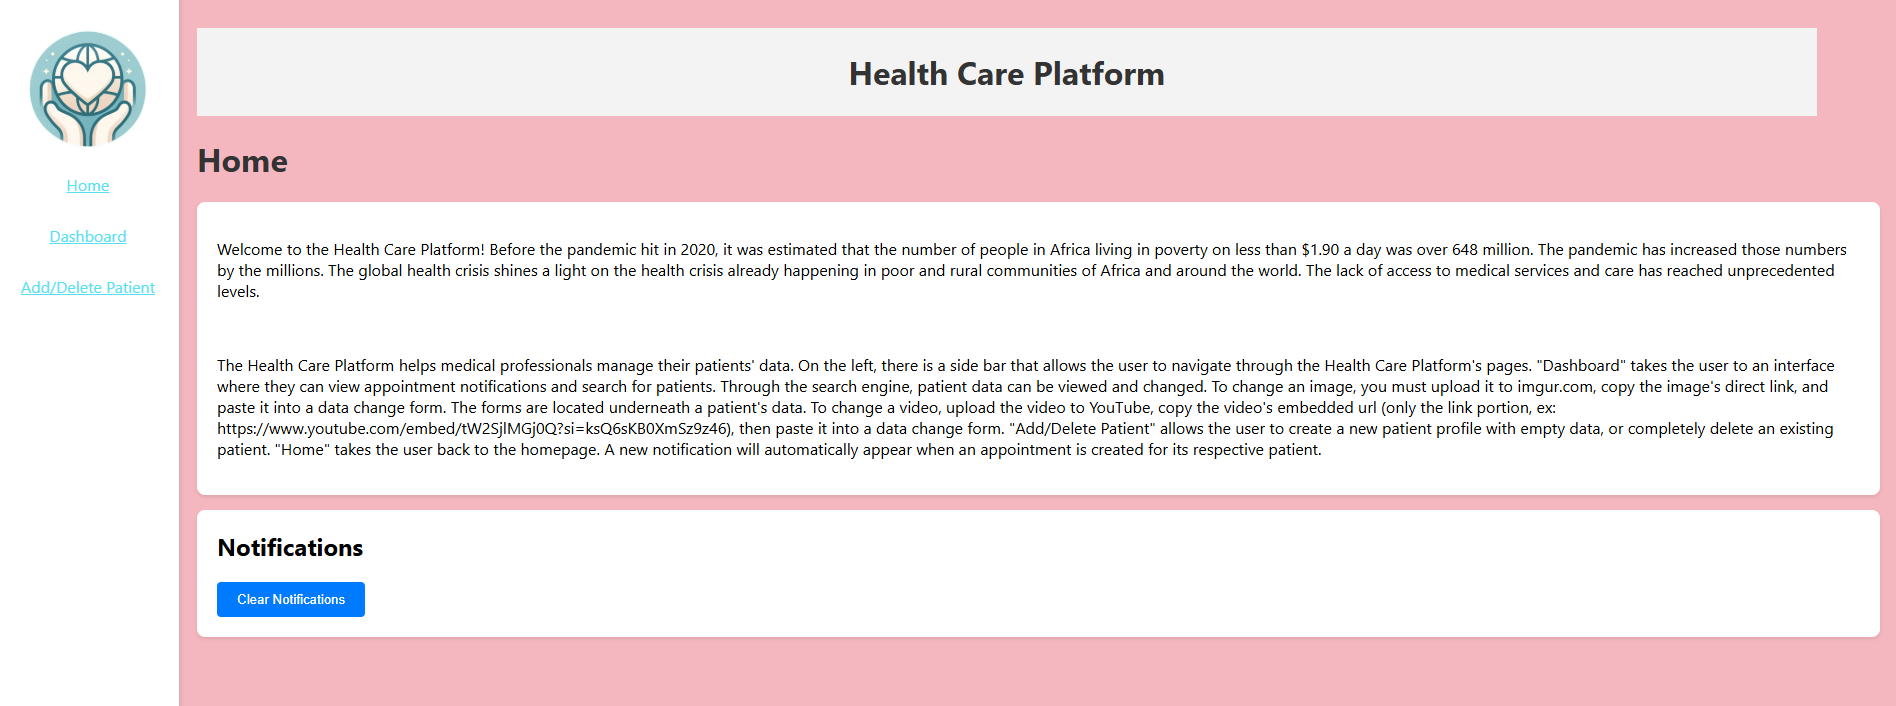 Health Care Platform
Home
Dashboard
Add/Delete Patient
Home
Welcome to the Health Care Platform! Before the pandemic hit in 2020, it was estimated that the number of people in Africa living in poverty on less than $1.90 a day was over 648 million. The pandemic has increased those numbers
by the millions. The global health crisis shines a light on the health crisis already happening in poor and rural communities of Africa and around the world. The lack of access to medical services and care has reached unprecedented
levels.
The Health Care Platform helps medical professionals manage their patients' data. On the left, there is a side bar that allows the user to navigate through the Health Care Platform's pages. "Dashboard" takes the user to an interface
where they can view appointment notifications and search for patients. Through the search engine, patient data can be viewed and changed. To change an image, you must upload it to imgur.com, copy the image's direct link, and
paste it into a data change form. The forms are located underneath a patient's data. To change a video, upload the video to YouTube, copy the video's embedded url (only the link portion, ex:
https://www.youtube.com/embed/tW2SjlMGj0Q?si=ksQ6sKB0XmSz9z46), then paste it into a data change form. "Add/Delete Patient" allows the user to create a new patient profile with empty data, or completely delete an existing
patient. "Home" takes the user back to the homepage. A new notification will automatically appear when an appointment is created for its respective patient.
Notifications
Clear Notifications